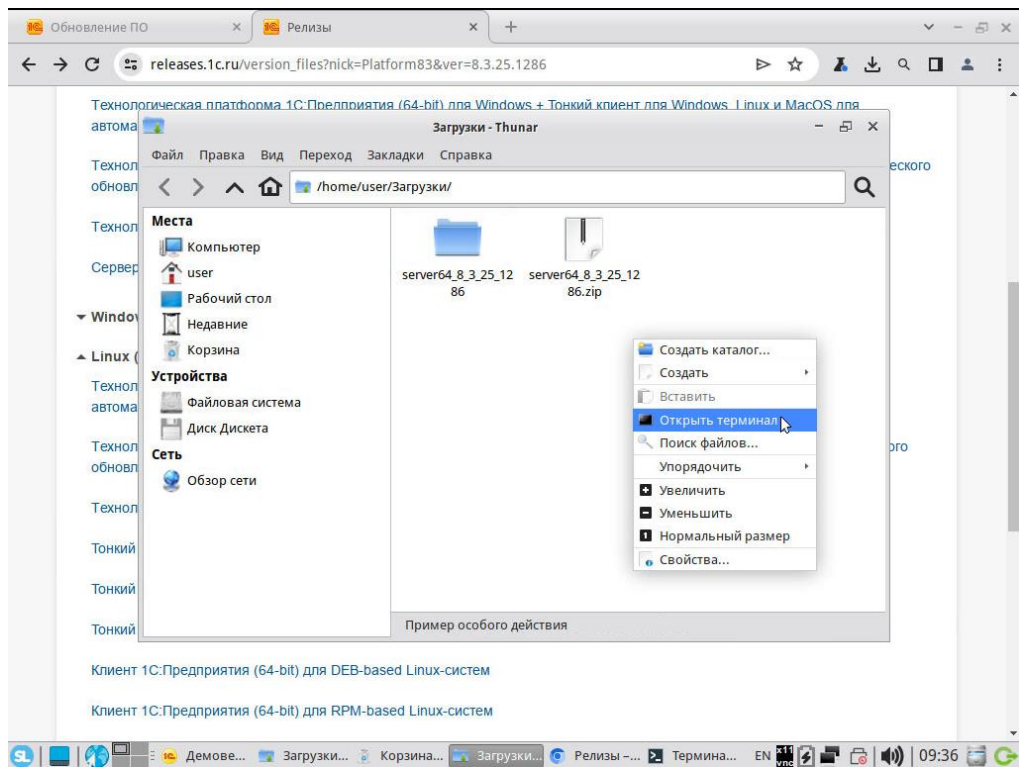 Обновление ПО
Релизы
releases.1c.ru/version_files?nick=Platform83&ver=8.3.25.1286
Технологическая платформа 1С:Предприятия (64-bit) для Windows + Тонкий клиент для Windows, Linux и MacOS для
автома
Загрузки - Thunar
Файл Правка Вид Переход Закладки Справка
Технол
еского
обновл
/home/user/Загрузки/
Места
Компьютер
user
Рабочий стол
Недавние
Корзина
Устройства
Файловая система
Диск Дискета
Сеть
Обзор сети
server64_8_3_25_12
86
server64_8_3_25_12
86.zip
Создать каталог...
Создать
Вставить
Открыть терминал
Поиск файлов...
Упорядочить
Увеличить
Уменьшить
Нормальный размер
Свойства...
Пример особого действия
Технол
Сервер
Window
Linux (
Технол
автома
Технол
ого
обновл
Технол
Тонкий
Тонкий
Тонкий
Клиент 1С:Предприятия (64-bit) для DEB-based Linux-систем
Клиент 1С:Предприятия (64-bit) для RPM-based Linux-систем
SL
Демове...
Загрузки...
Корзина...
Загрузки...
Релизы –...
Термина...
EN
x11
vnc
09:36